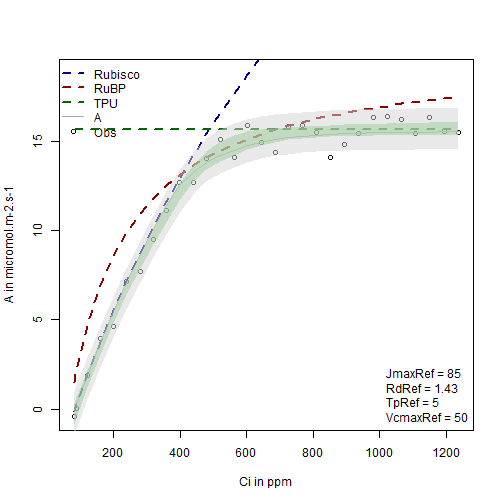 Rubisco
RuBP
TPU
A
Obs
A in micromol.m-2.s-1
15
10
5
0
JmaxRef = 85
RdRef = 1.43
TpRef = 5
VcmaxRef = 50
200 400 600 800 1000 1200
Ci in ppm